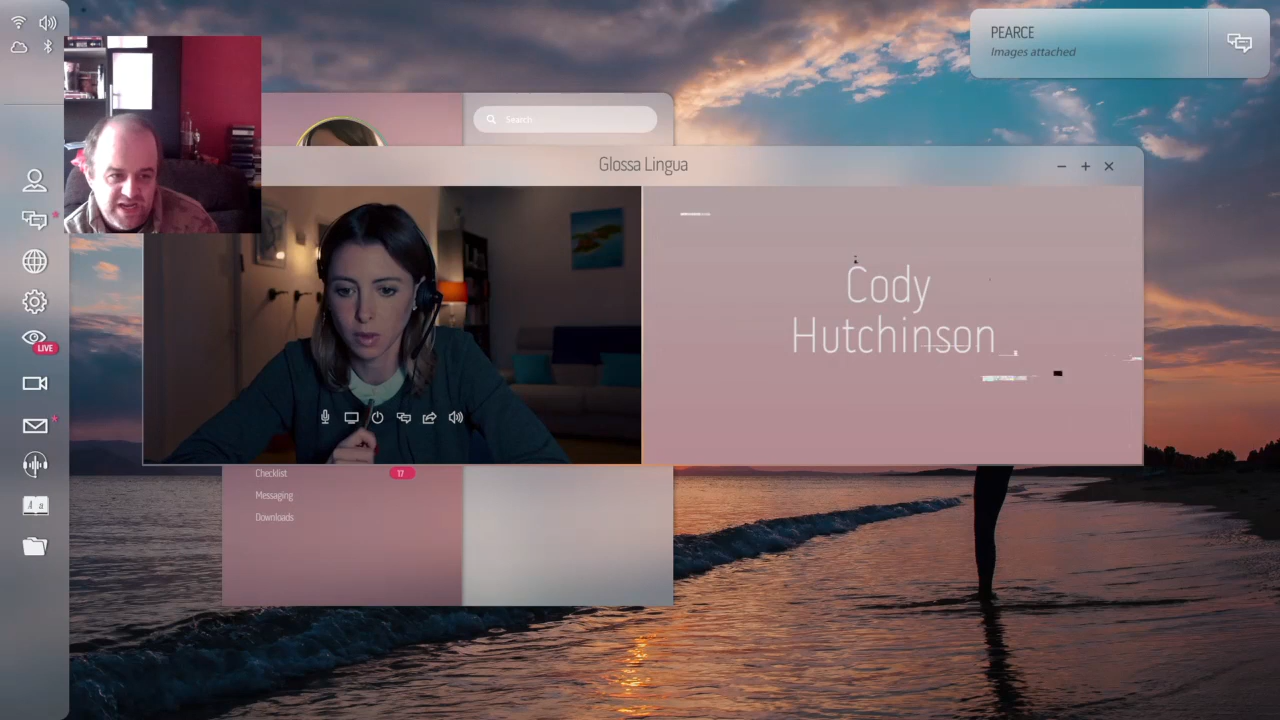 PEARCE
Images attached
Search
Glossa Lingua
Cody
Hutchinson
LIVE
Checklist
17
Messaging
Downloads
A a